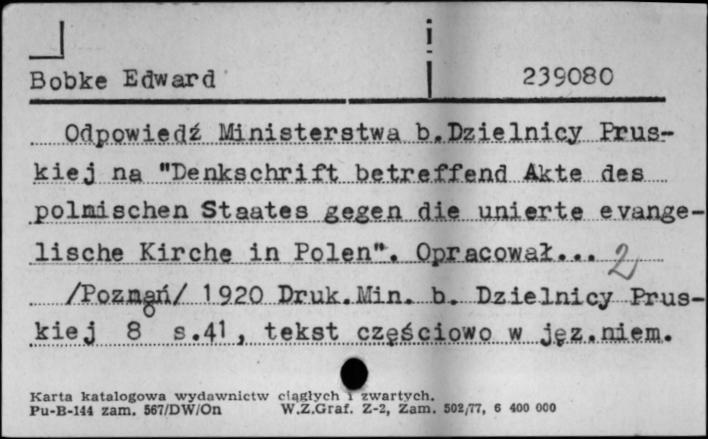 Bobke Edward 239080
Odpowiedź Ministerstwa b.Dzielnicy Prus-
kiej na "Denkschrift betreffend Akte des
polnischen Staates gegen die unierte evange-
lische Kirche in Polen". Opracował... 2
/Poznań/ 1920 Druk.Min. b. Dzielnicy Prus-
kiej 8° s.41, tekst częściowo w jęz.niem.
Karta katalogowa wydawnictw ciągłych i zwartych.
Pu-B-144 zam. 567/DW/On W.Z.Graf. Z-2, Zam. 502/77, 6 400 000